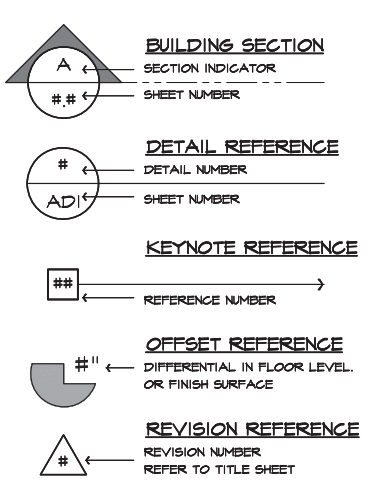 BUILDING SECTION
A
SECTION INDICATOR
#.#
SHEET NUMBER
DETAIL REFERENCE
#
DETAIL NUMBER
AD1
SHEET NUMBER
KEYNOTE REFERENCE
##
REFERENCE NUMBER
OFFSET REFERENCE
#"
DIFFERENTIAL IN FLOOR LEVEL.
OR FINISH SURFACE
REVISION REFERENCE
REVISION NUMBER
#
REFER TO TITLE SHEET